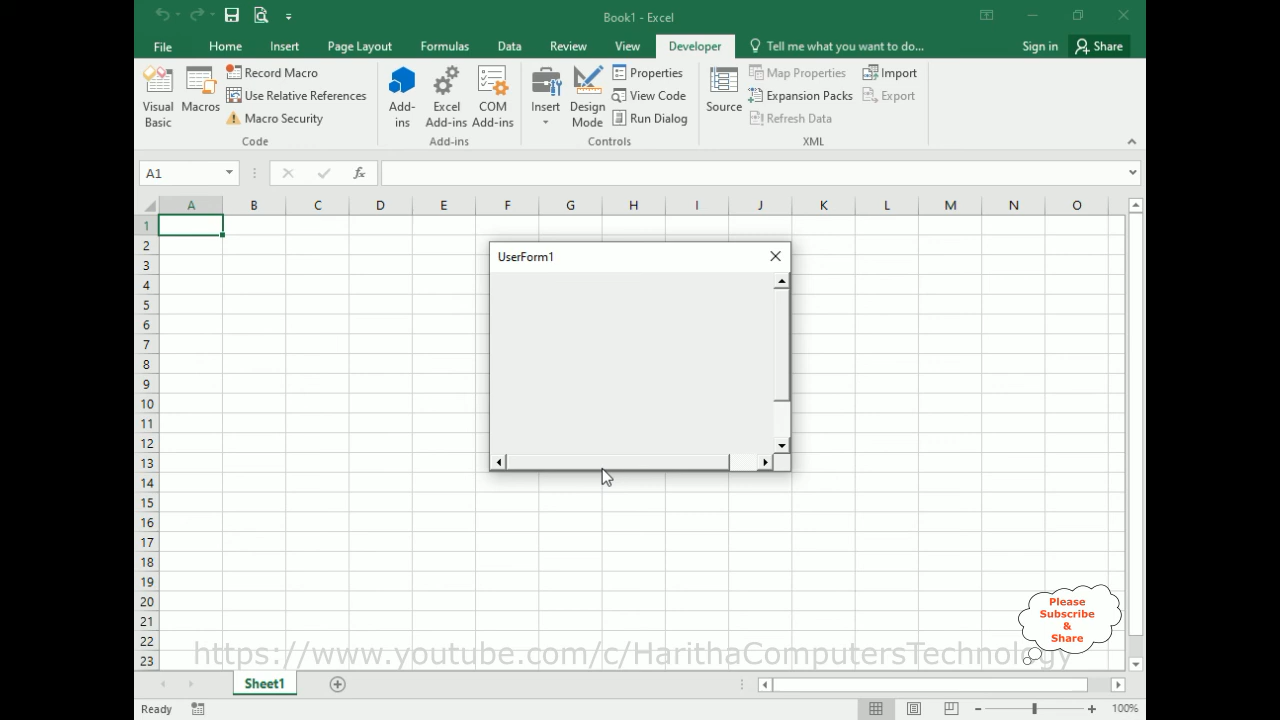 Book1 - Excel
File Home Insert Page Layout Formulas Data Review View Developer Tell me what you want to do... Sign in Share
Visual Basic
Macros
Record Macro
Use Relative References
Macro Security
Code
Add-ins
Excel Add-ins
COM Add-ins
Add-ins
Insert
Design Mode
Properties
View Code
Run Dialog
Controls
Source
Map Properties
Expansion Packs
Refresh Data
Import
Export
XML
A1 fx
A B C D E F G H I J K L M N O
1
2
3
4
5
6
7
8
9
10
11
12
13
14
15
16
17
18
19
20
21
22
23
UserForm1
Please
Subscribe
&
Share
https://www.youtube.com/c/HarithaComputersTechnology
Sheet1
Ready 100%